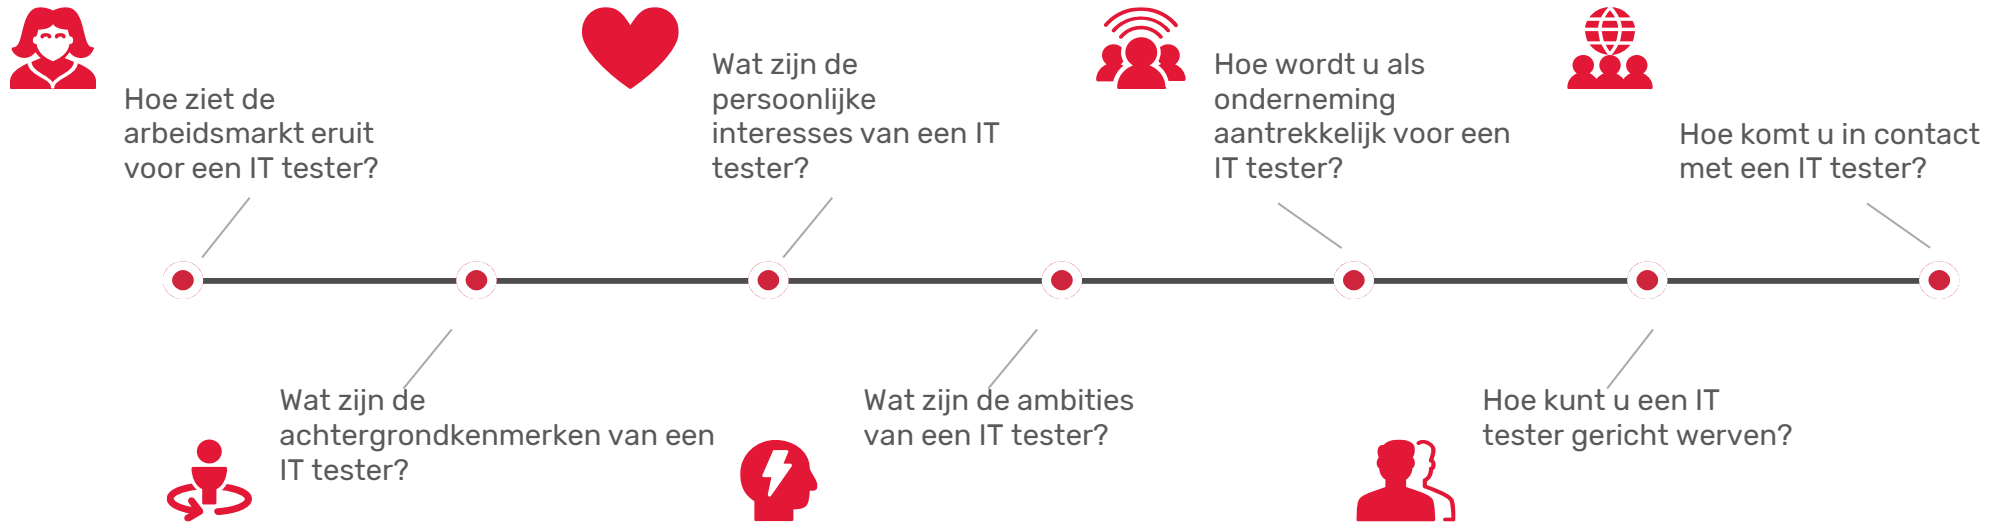 Hoe ziet de
arbeidsmarkt eruit
voor een IT tester?
Wat zijn de
achtergrondkenmerken van een
IT tester?
Wat zijn de
persoonlijke
interesses van een IT
tester?
Wat zijn de ambities
van een IT tester?
Hoe wordt u als
onderneming
aantrekkelijk voor een
IT tester?
Hoe kunt u een IT
tester gericht werven?
Hoe komt u in contact
met een IT tester?